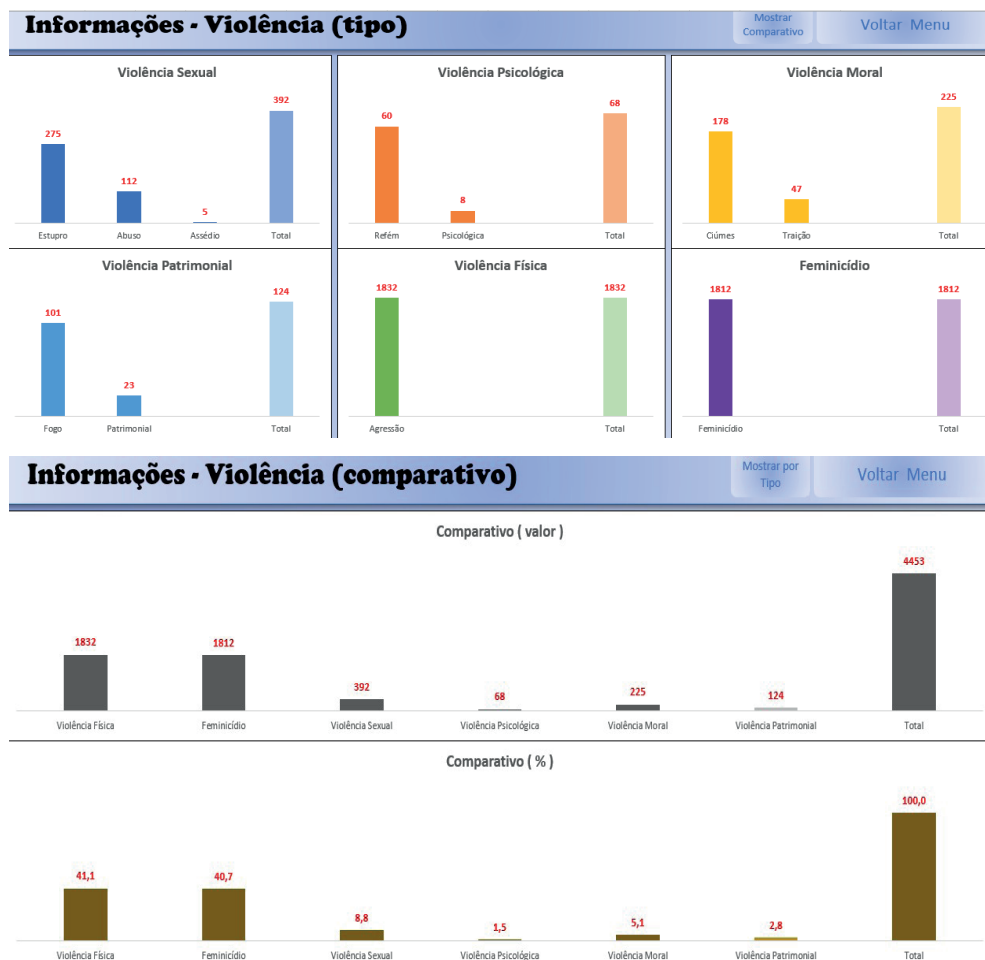 Informações - Violência (tipo)
Mostrar
Comparativo
Voltar Menu
Violência Sexual
392
275
112
5
Estupro Abuso Assédio Total
Violência Psicológica
68
60
8
Refém Psicológica Total
Violência Moral
225
178
47
Ciúmes Traição Total
Violência Patrimonial
124
101
23
Fogo Patrimonial Total
Violência Física
1832 1832
Agressão Total
Feminicídio
1812 1812
Feminicídio Total
Informações - Violência (comparativo)
Mostrar por
Tipo
Voltar Menu
Comparativo ( valor )
4453
1832 1812
392 68 225 124
Violência Física Feminicídio Violência Sexual Violência Psicológica Violência Moral Violência Patrimonial Total
Comparativo ( % )
100,0
41,1 40,7
8,8 1,5 5,1 2,8
Violência Física Feminicídio Violência Sexual Violência Psicológica Violência Moral Violência Patrimonial Total